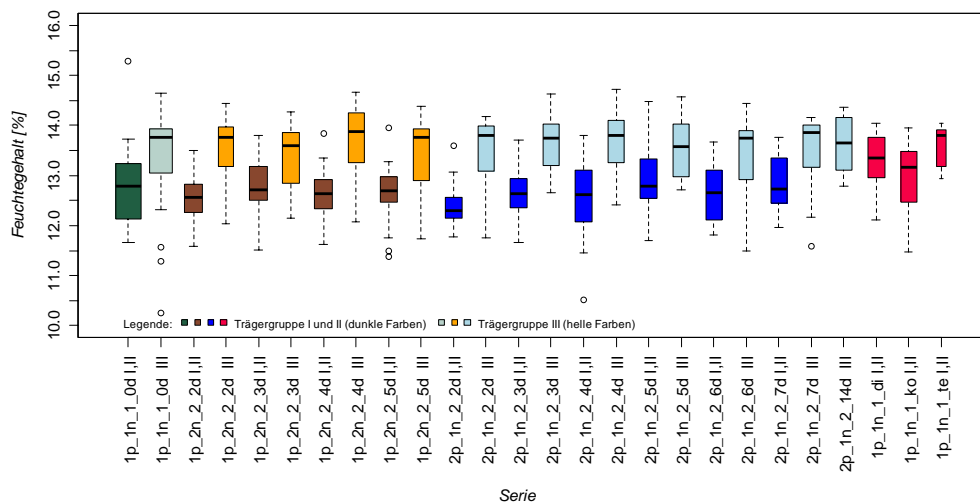 16.0
15.0
14.0
13.0
12.0
11.0
10.0
Feuchtegehalt [%]
Legende: Trägergruppe I und II (dunkle Farben) Trägergruppe III (helle Farben)
1p_1n_1_0d I,II
1p_1n_1_0d III
1p_2n_2_2d I,II
1p_2n_2_2d III
1p_2n_2_3d I,II
1p_2n_2_3d III
1p_2n_2_4d I,II
1p_2n_2_4d III
1p_2n_2_5d I,II
1p_2n_2_5d III
2p_1n_2_2d I,II
2p_1n_2_2d III
2p_1n_2_3d I,II
2p_1n_2_3d III
2p_1n_2_4d I,II
2p_1n_2_4d III
2p_1n_2_5d I,II
2p_1n_2_5d III
2p_1n_2_6d I,II
2p_1n_2_6d III
2p_1n_2_7d I,II
2p_1n_2_7d III
2p_1n_2_14d III
1p_1n_1_di I,II
1p_1n_1_ko I,II
1p_1n_1_te I,II
Serie